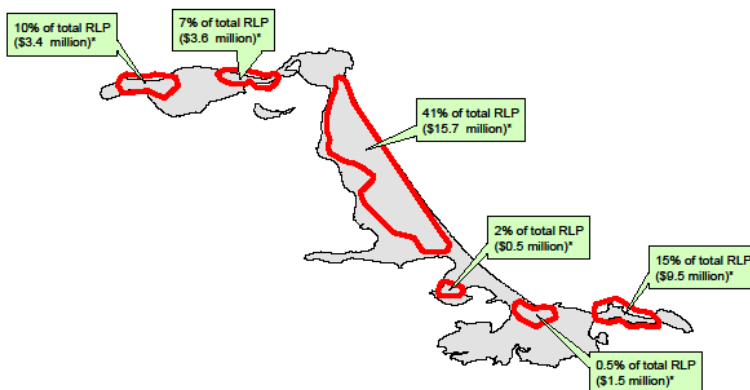 10% of total RLP
($3.4 million)*
7% of total RLP
($3.6 million)*
41% of total RLP
($15.7 million)*
2% of total RLP
($0.5 million)*
15% of total RLP
($9.5 million)*
0.5% of total RLP
($1.5 million)*